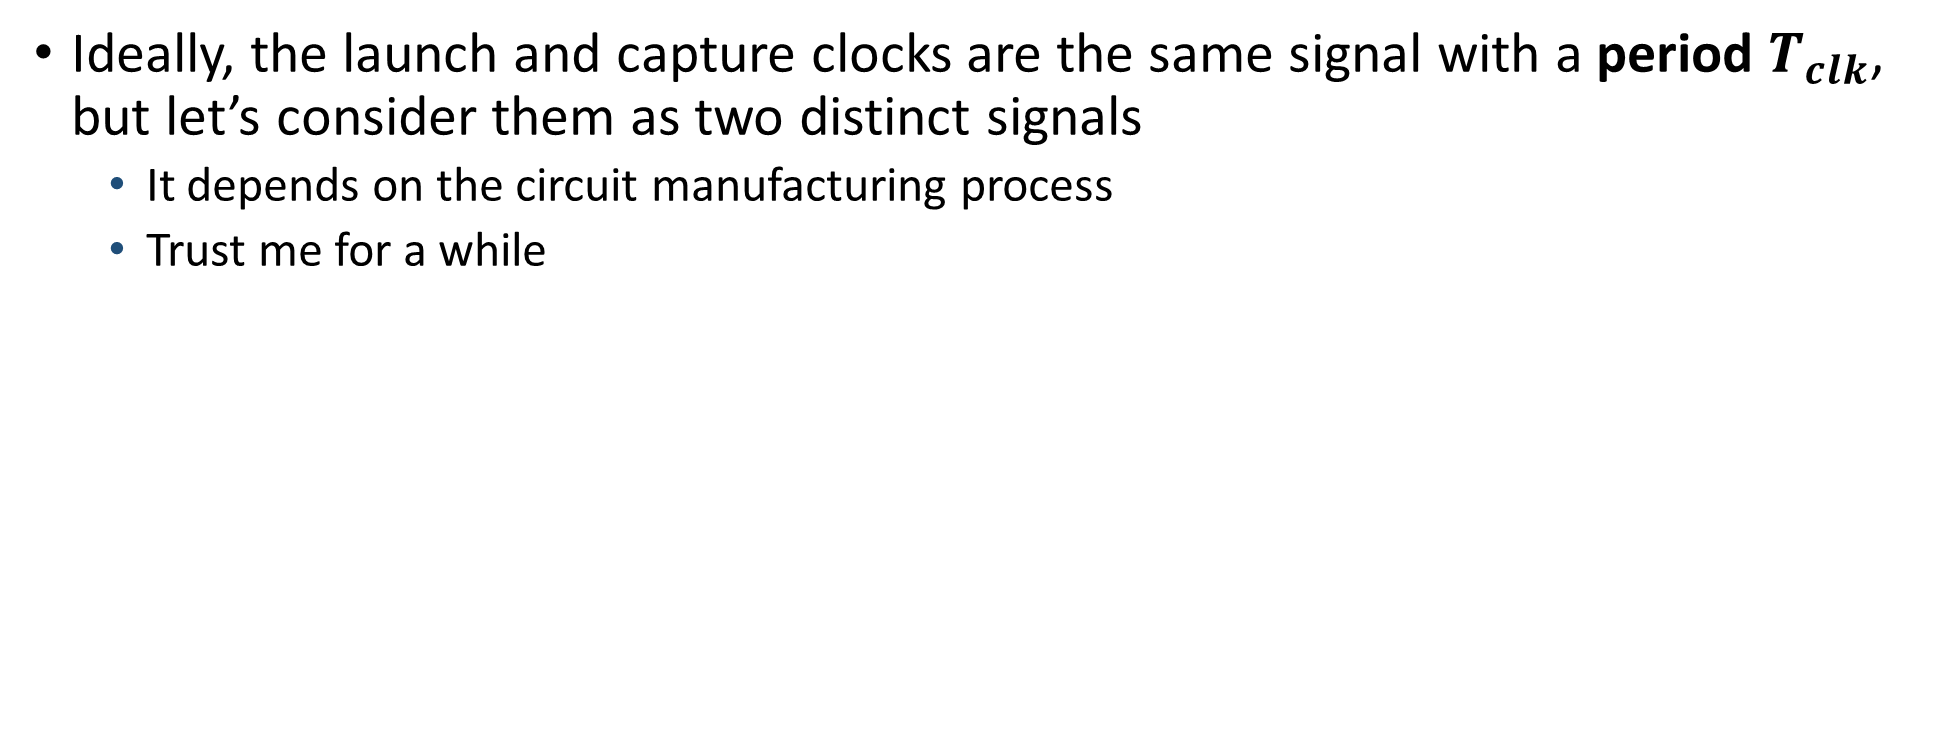 • Ideally, the launch and capture clocks are the same signal with a period T_clk,
but let’s consider them as two distinct signals
• It depends on the circuit manufacturing process
• Trust me for a while